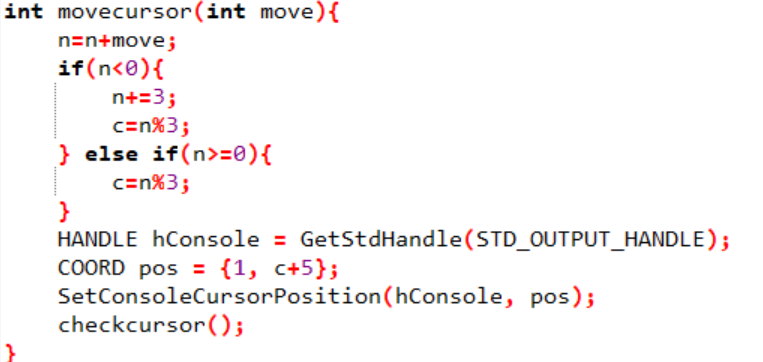 int movecursor(int move){
n=n+move;
if(n<0){
n+=3;
c=n%3;
} else if(n>=0){
c=n%3;
}
HANDLE hConsole = GetStdHandle(STD_OUTPUT_HANDLE);
COORD pos = {1, c+5};
SetConsoleCursorPosition(hConsole, pos);
checkcursor();
}